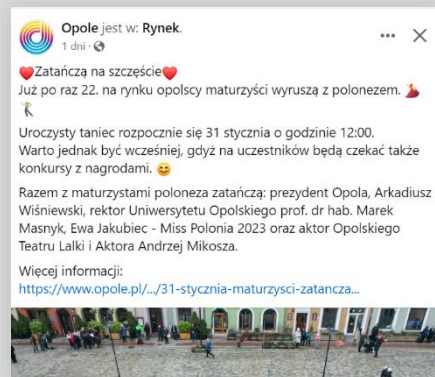 Opole jest w: Rynek.
1 dni ·
❤️Zatańczą na szczęście❤️
Już po raz 22. na rynku opolscy maturzyści wyruszą z polonezem. 💃
🕺
Uroczysty taniec rozpocznie się 31 stycznia o godzinie 12:00.
Warto jednak być wcześniej, gdyż na uczestników będą czekać także
konkursy z nagrodami. 😊
Razem z maturzystami poloneza zatańczą: prezydent Opola, Arkadiusz
Wiśniewski, rektor Uniwersytetu Opolskiego prof. dr hab. Marek
Masnyk, Ewa Jakubiec - Miss Polonia 2023 oraz aktor Opolskiego
Teatru Lalki i Aktora Andrzej Mikosza.
Więcej informacji:
https://www.opole.pl/.../31-stycznia-maturzysci-zatancza...